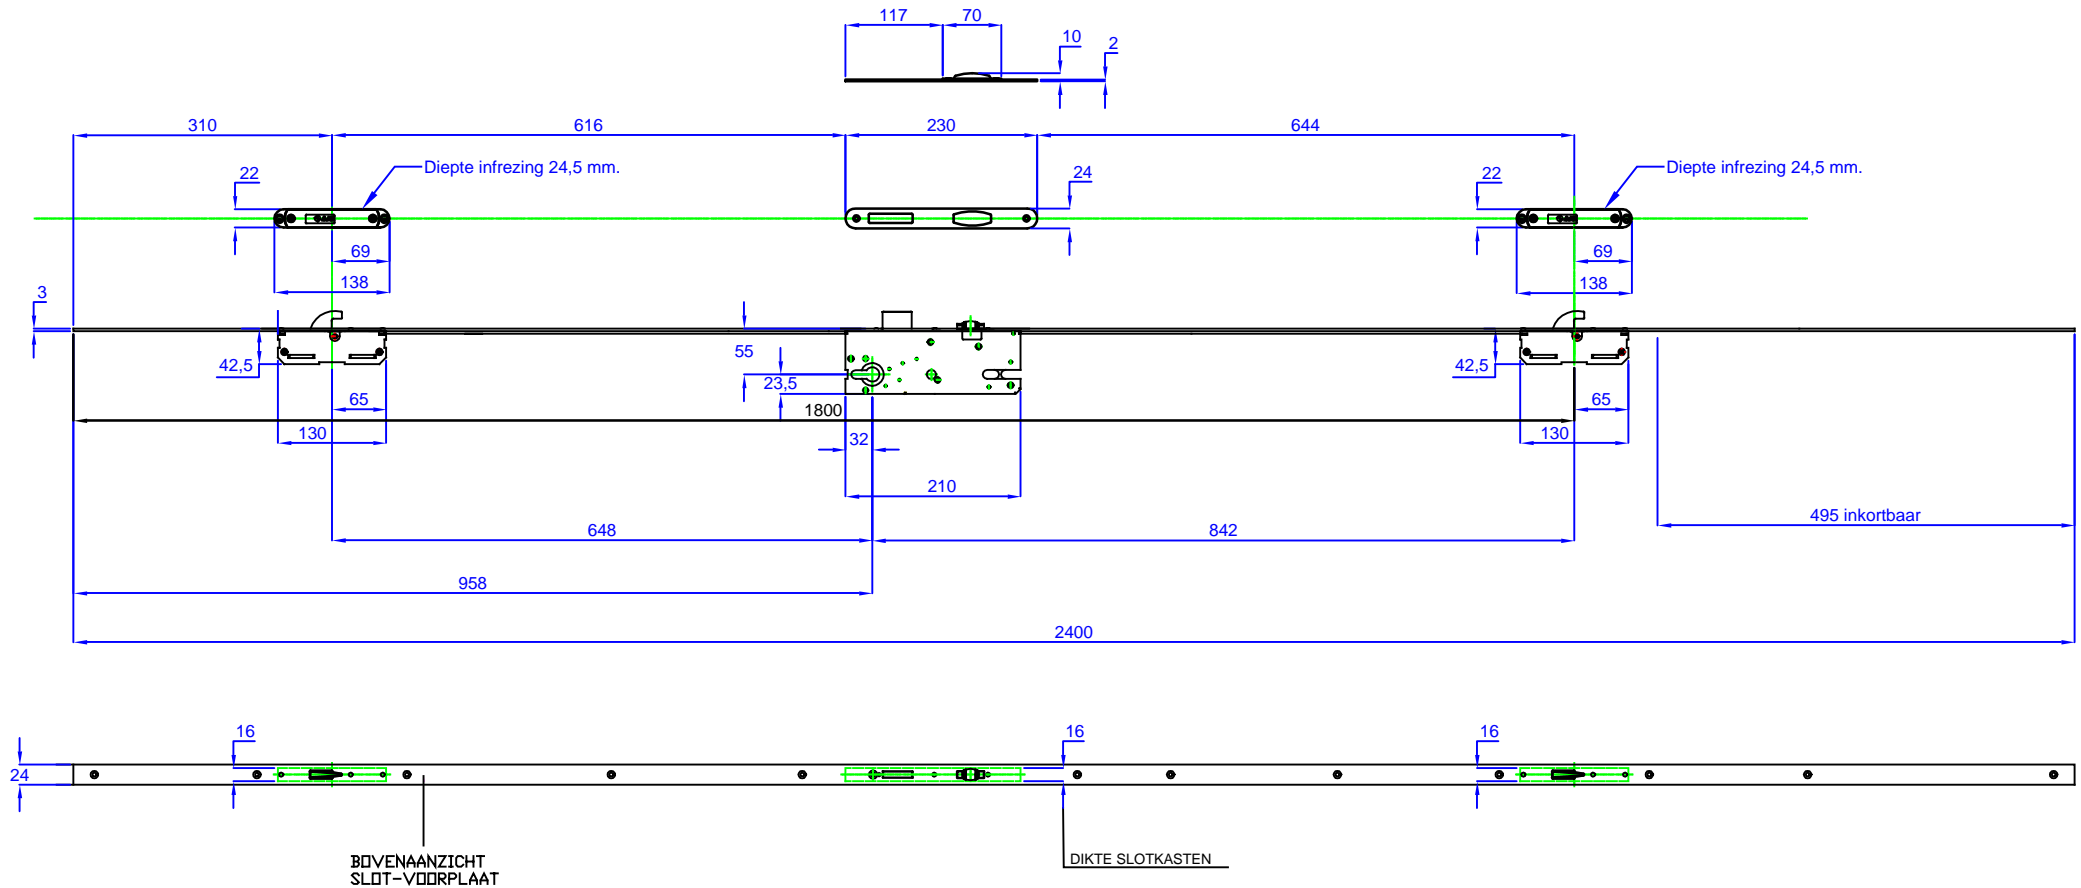 117 70
10 2
310 616 230 644
Diepte infrezing 24,5 mm. Diepte infrezing 24,5 mm.
22 24 22
69 69
138 138
3
55
42,5 42,5
23,5
1800
65 65
32
130 130
210
495 inkortbaar
648 842
958
2400
16 16 16
24
BOVENAANZICHT
SLOT-VOORPLAAT
DIKTE SLOTKASTEN